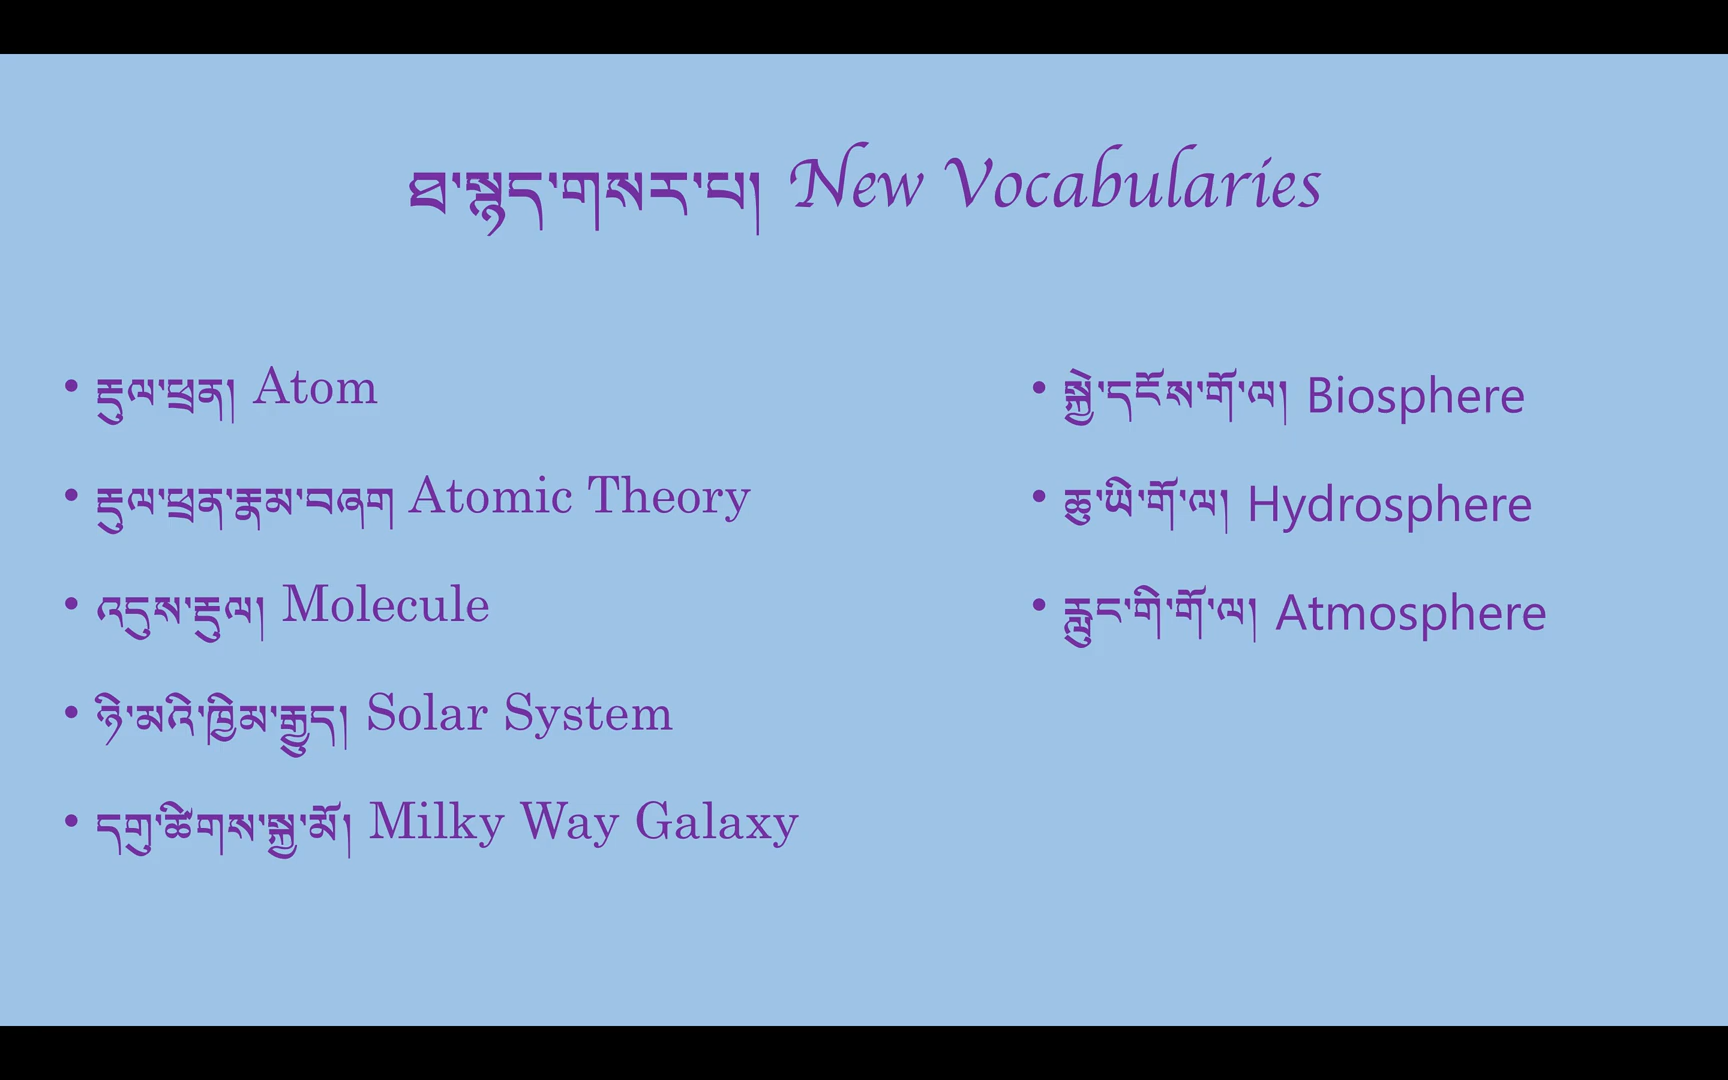 ཐ་སྙད་གསར་པ། New Vocabularies
• རྡུལ་ཕྲན། Atom
• རྡུལ་ཕྲན་རྣམ་བཞག Atomic Theory
• འདུས་རྡུལ། Molecule
• ཉི་མའི་ཁྱིམ་རྒྱུད། Solar System
• དགུ་ཚིགས་སྐྱ་མོ། Milky Way Galaxy
• སྐྱེ་དངོས་གོ་ལ། Biosphere
• ཆུ་ཡི་གོ་ལ། Hydrosphere
• རླུང་གི་གོ་ལ། Atmosphere